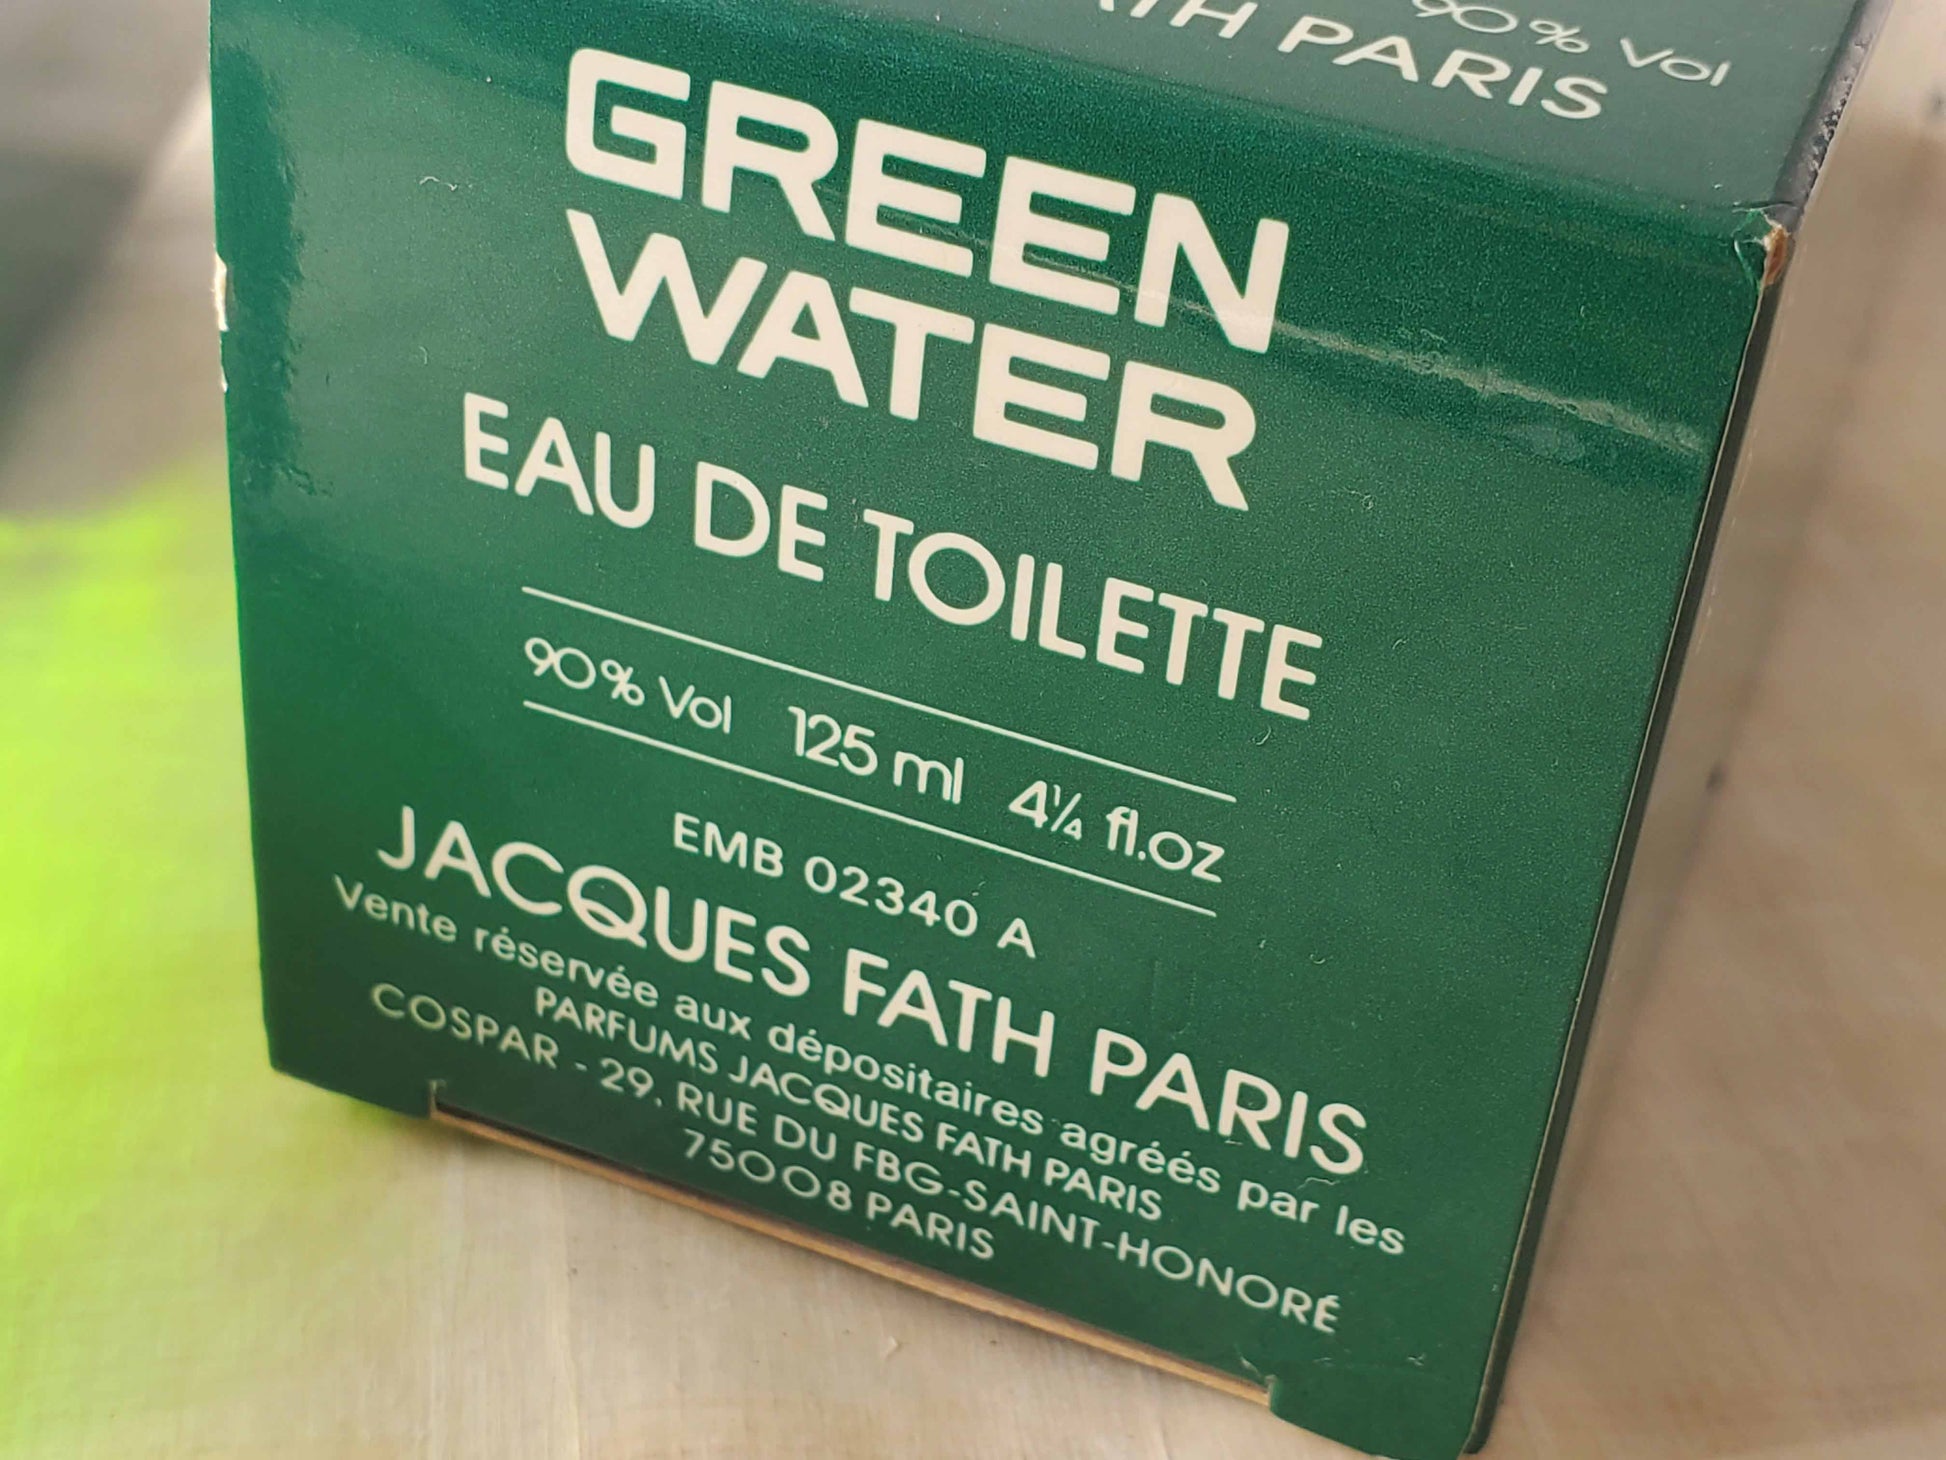 90% Vol
TH PARIS
GREEN
WATER
EAU DE TOILETTE
90% Vol 125 ml 4¼ fl.oz
EMB 02340 A
JACQUES FATH PARIS
Vente réservée aux dépositaires agréés par les
PARFUMS JACQUES FATH PARIS
COSPAR - 29, RUE DU FBG-SAINT-HONORÉ
75008 PARIS